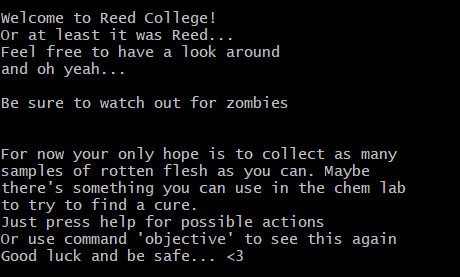 Welcome to Reed College!
Or at least it was Reed...
Feel free to have a look around
and oh yeah...
Be sure to watch out for zombies
For now your only hope is to collect as many
samples of rotten flesh as you can. Maybe
there's something you can use in the chem lab
to try to find a cure.
Just press help for possible actions
Or use command 'objective' to see this again
Good luck and be safe... <3